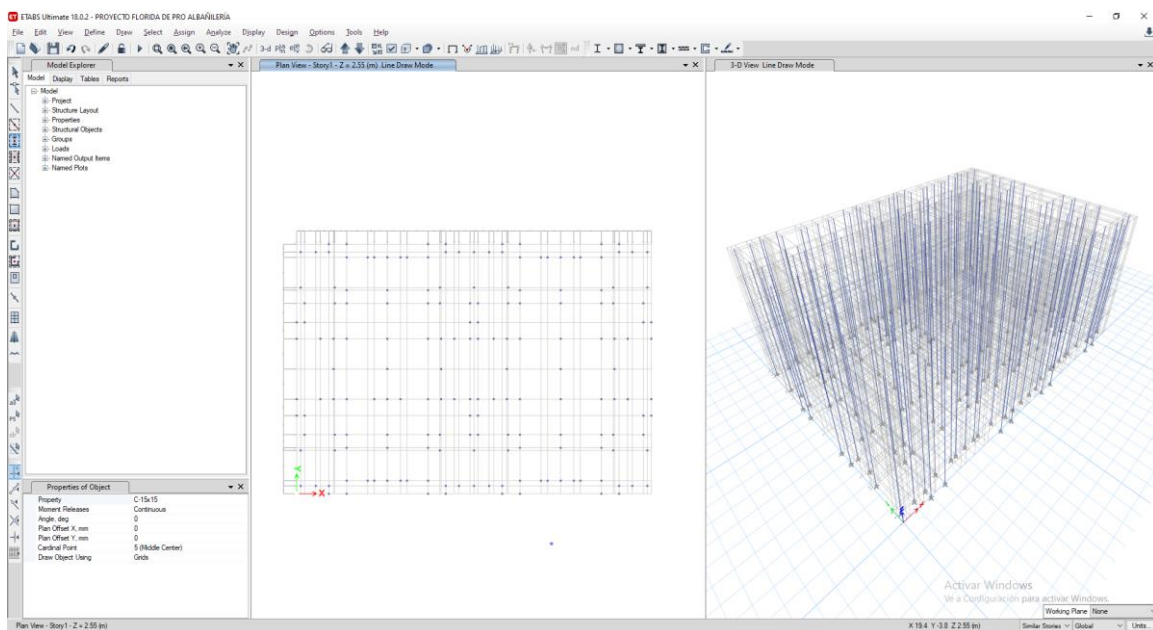 ETABS Ultimate 18.0.2 - PROYECTO FLORIDA DE PRO ALBAÑILERÍA
File Edit View Define Draw Select Assign Analyze Display Design Options Tools Help
Model Explorer
Model Display Tables Reports
Model
Project
Structure Layout
Properties
Structural Objects
Groups
Loads
Named Output Items
Named Plots
Plan View - Story1 - Z = 2.55 (m) Line Draw Mode
3-D View Line Draw Mode
Y
X
Properties of Object
Property C-15x15
Moment Releases Continuous
Angle, deg 0
Plan Offset X, mm 0
Plan Offset Y, mm 0
Cardinal Point 5 (Middle Center)
Draw Object Using Grids
Activar Windows
Ve a Configuración para activar Windows.
Working Plane None
Plan View - Story1 - Z = 2.55 (m)
X 19.4 Y -3.8 Z 2.55 (m) Similar Stories Global Units...